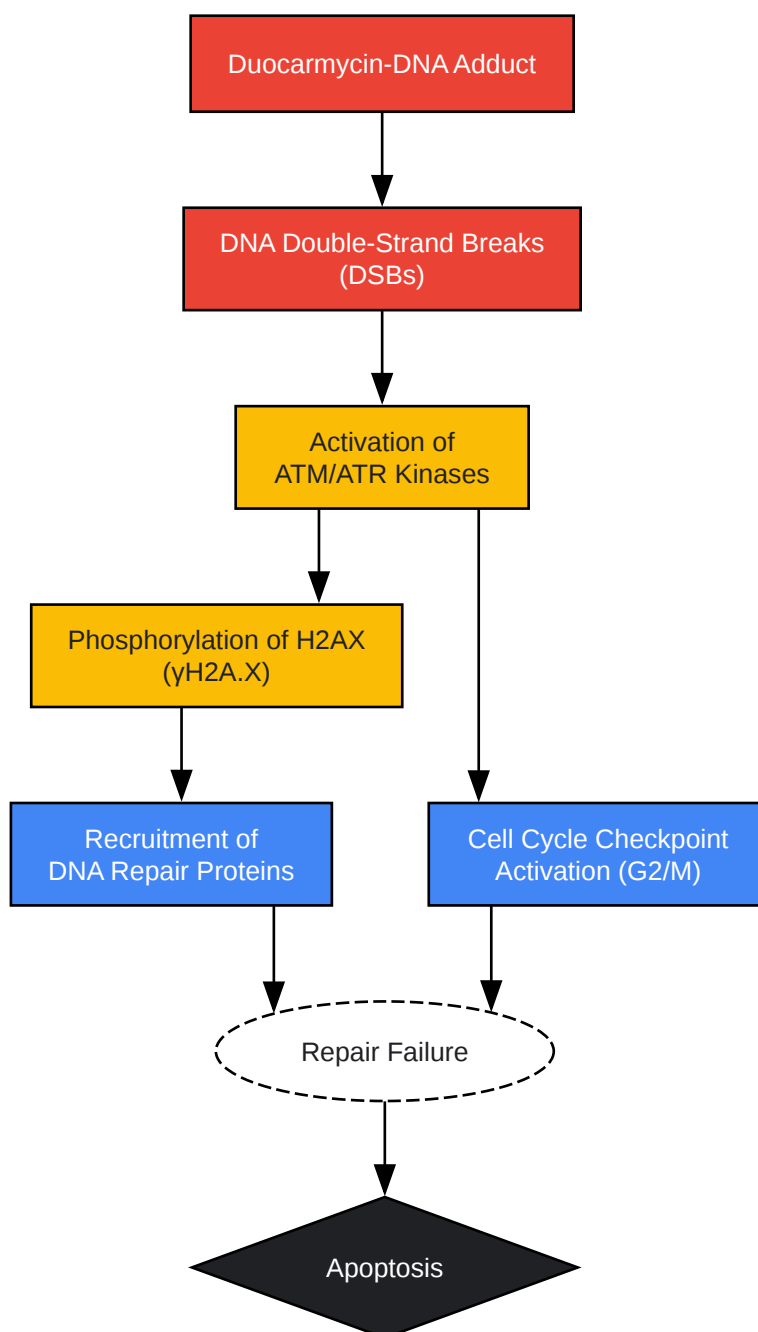 Duocarmycin-DNA Adduct
DNA Double-Strand Breaks
(DSBs)
Activation of
ATM/ATR Kinases
Phosphorylation of H2AX
(γH2A.X)
Recruitment of
DNA Repair Proteins
Cell Cycle Checkpoint
Activation (G2/M)
Repair Failure
Apoptosis